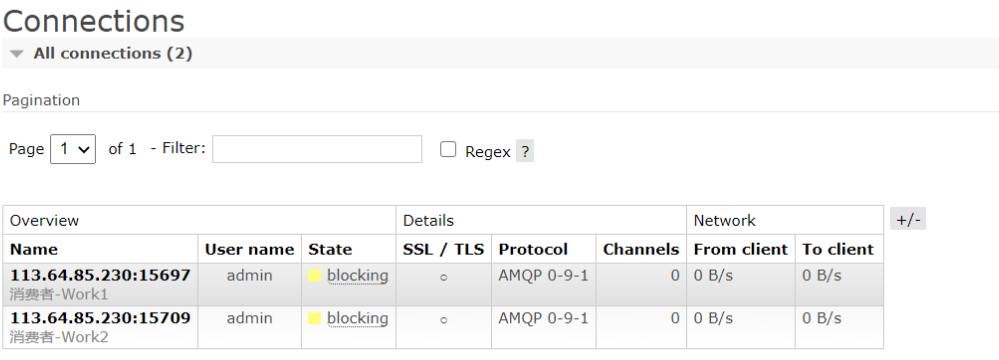 Connections
All connections (2)
Pagination
Page 1 of 1 - Filter: Regex ?
Overview Details Network +/-
Name User name State SSL / TLS Protocol Channels From client To client
113.64.85.230:15697 admin blocking ○ AMQP 0-9-1 0 0 B/s 0 B/s
消费者-Work1
113.64.85.230:15709 admin blocking ○ AMQP 0-9-1 0 0 B/s 0 B/s
消费者-Work2